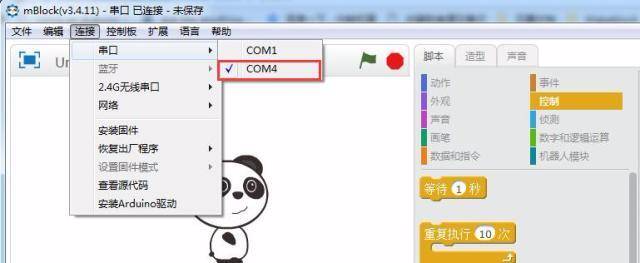 mBlock(v3.4.11) - 串口 已连接 - 未保存
文件 编辑 连接 控制板 扩展 语言 帮助
串口
COM1
COM4
蓝牙
2.4G无线串口
网络
安装固件
恢复出厂程序
设置固件模式
查看源代码
安装Arduino驱动
Un
脚本 造型 声音
动作 事件
外观 控制
声音 侦测
画笔 数字和逻辑运算
数据和指令 机器人模块
等待 1 秒
重复执行 10 次